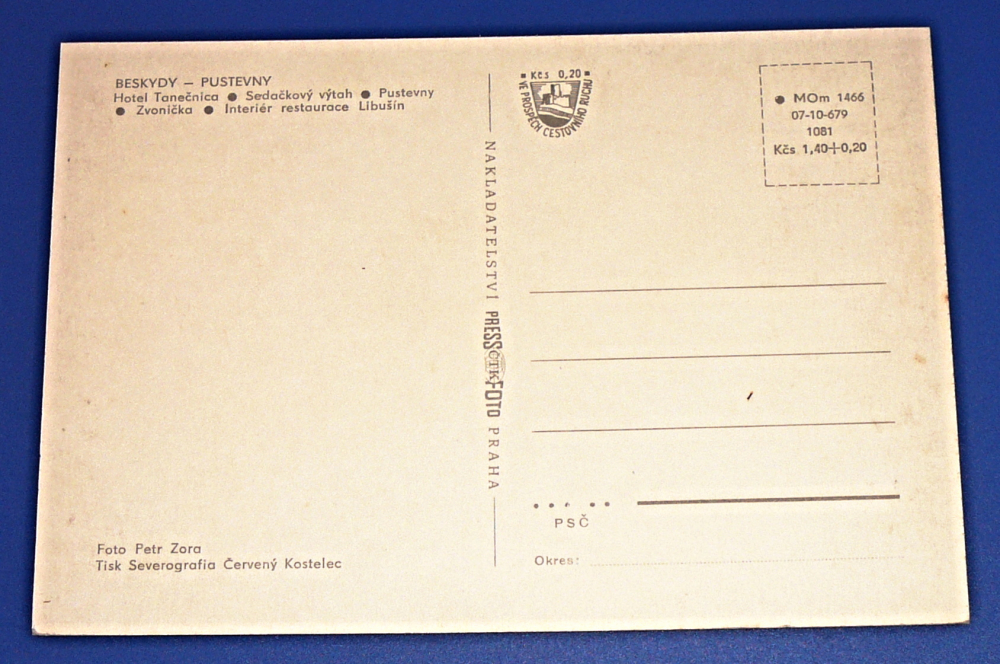 BESKYDY — PUSTEVNY
Hotel Tanečnica ● Sedačkový výtah ● Pustevny
● Zvonička ● Interiér restaurace Libušín
Foto Petr Zora
Tisk Severografia Červený Kostelec
NAKLADATELSTVÍ PRESSFOTO PRAHA
ČTK
▪ Kčs 0,20 ▪
VE PROSPĚCH CESTOVNÍHO RUCHU
● MOm 1466
07-10-679
1081
Kčs 1,40+0,20
PSČ
Okres: